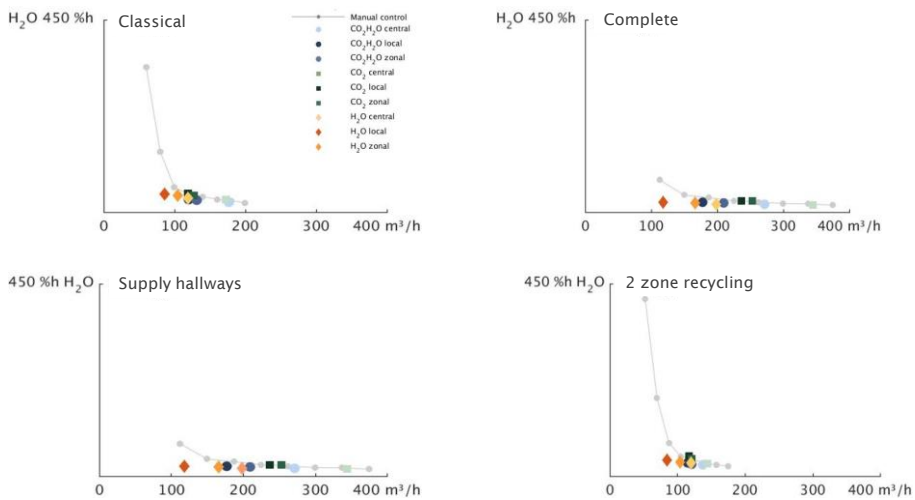 H₂O 450 %h
Classical
Manual control
CO₂H₂O central
CO₂H₂O local
CO₂H₂O zonal
CO₂ central
CO₂ local
CO₂ zonal
H₂O central
H₂O local
H₂O zonal
0 100 200 300 400 m³/h
H₂O 450 %h
Complete
0 100 200 300 400 m³/h
450 %h H₂O
Supply hallways
0 100 200 300 400 m³/h
450 %h H₂O
2 zone recycling
0 100 200 300 400 m³/h